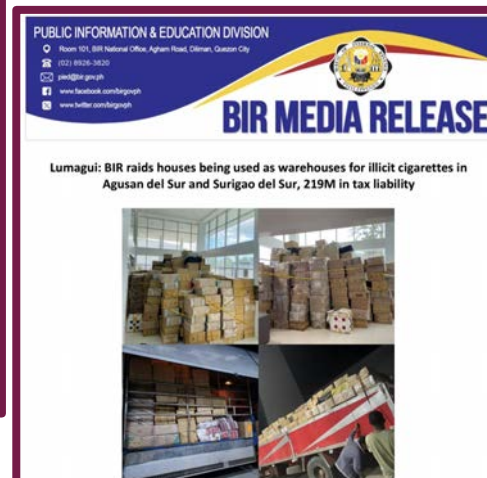 PUBLIC INFORMATION & EDUCATION DIVISION
Room 101, BIR National Office, Agham Road, Diliman, Quezon City
(02) 8926-3620
pied@bir.gov.ph
www.facebook.com/birgovph
www.twitter.com/birgovph
BIR MEDIA RELEASE
Lumagui: BIR raids houses being used as warehouses for illicit cigarettes in
Agusan del Sur and Surigao del Sur, 219M in tax liability